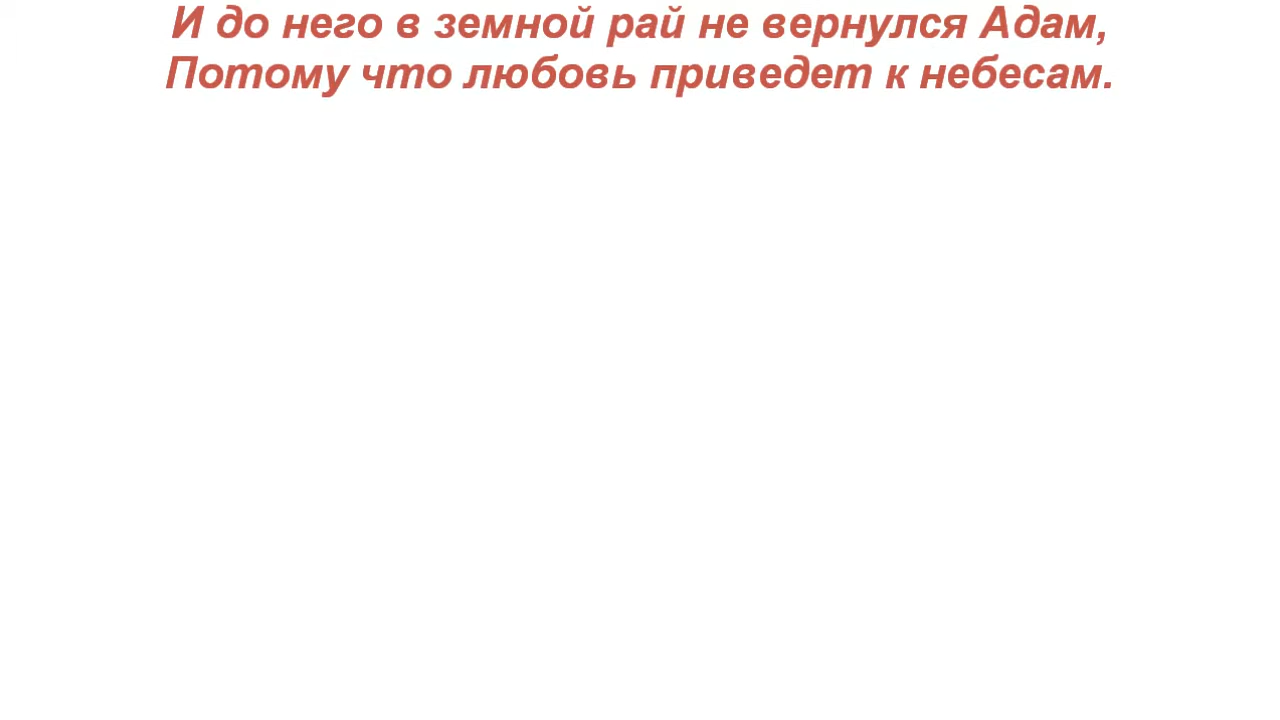 И до него в земной рай не вернулся Адам,
Потому что любовь приведет к небесам.